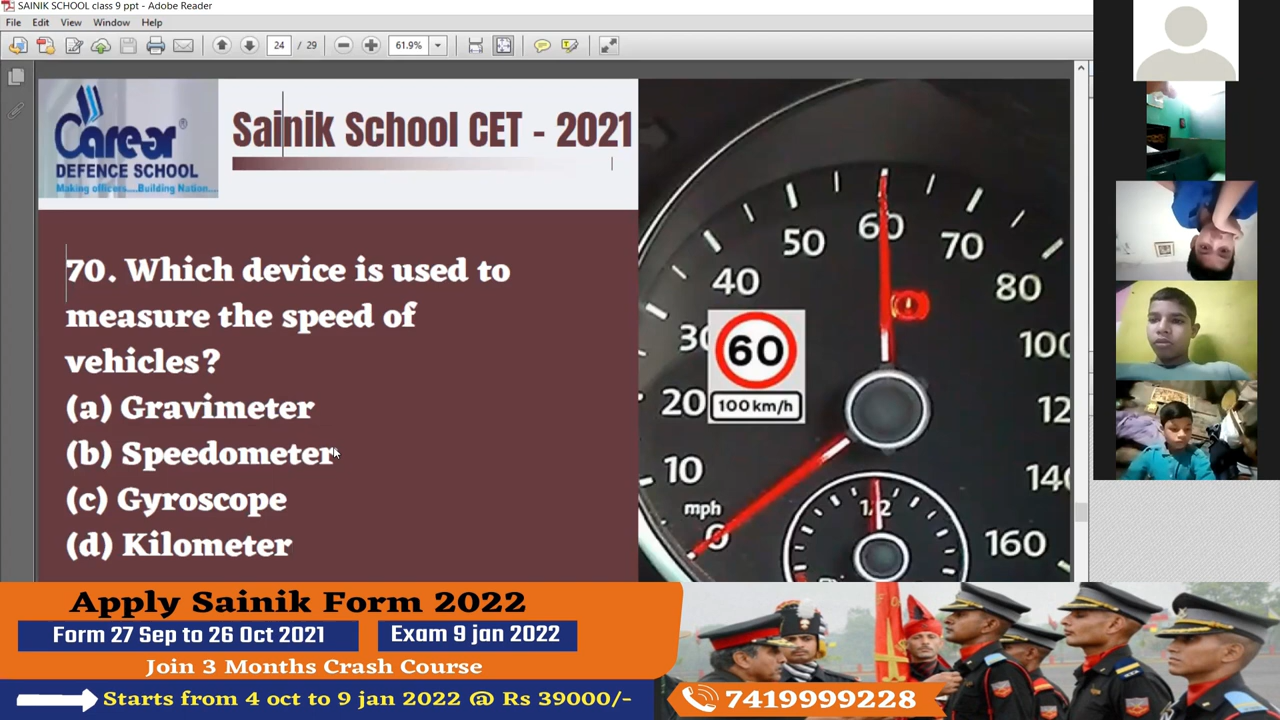 SAINIK SCHOOL class 9 ppt - Adobe Reader
File Edit View Window Help
24 / 29 61.9%
Carear®
DEFENCE SCHOOL
Making officers....Building Nation....
Sainik School CET - 2021
70. Which device is used to
measure the speed of
vehicles?
(a) Gravimeter
(b) Speedometer
(c) Gyroscope
(d) Kilometer
50 60 70
40 80
30 60 100
20 100 km/h 12
10 140
mph
0 1/2 160
Apply Sainik Form 2022
Form 27 Sep to 26 Oct 2021 Exam 9 jan 2022
Join 3 Months Crash Course
Starts from 4 oct to 9 jan 2022 @ Rs 39000/- 7419999228